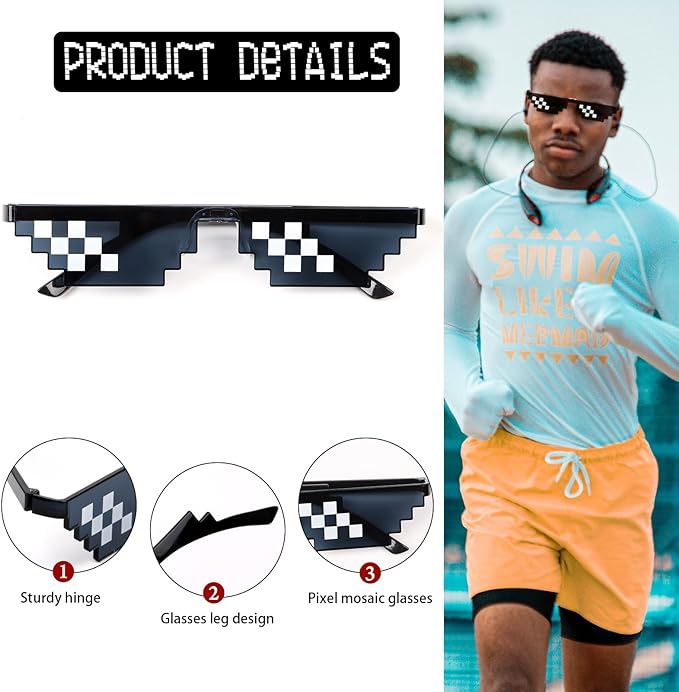 PRODUCT DETAILS
SWIM
LIKE A
MERMAID
1
Sturdy hinge
2
Glasses leg design
3
Pixel mosaic glasses